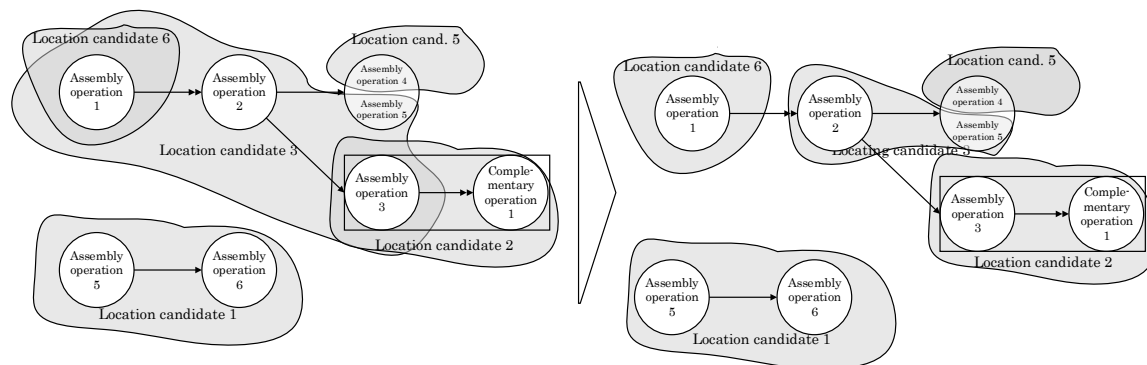 Location candidate 6
Location cand. 5
Assembly
operation
1
Assembly
operation
2
Assembly
operation 4
Assembly
operation 5
Location candidate 3
Assembly
operation
3
Comple-
mentary
operation
1
Location candidate 2
Assembly
operation
5
Assembly
operation
6
Location candidate 1
Location candidate 6
Location cand. 5
Assembly
operation
1
Assembly
operation
2
Assembly
operation 4
Assembly
operation 5
Locating candidate 3
Assembly
operation
3
Comple-
mentary
operation
1
Location candidate 2
Assembly
operation
5
Assembly
operation
6
Location candidate 1